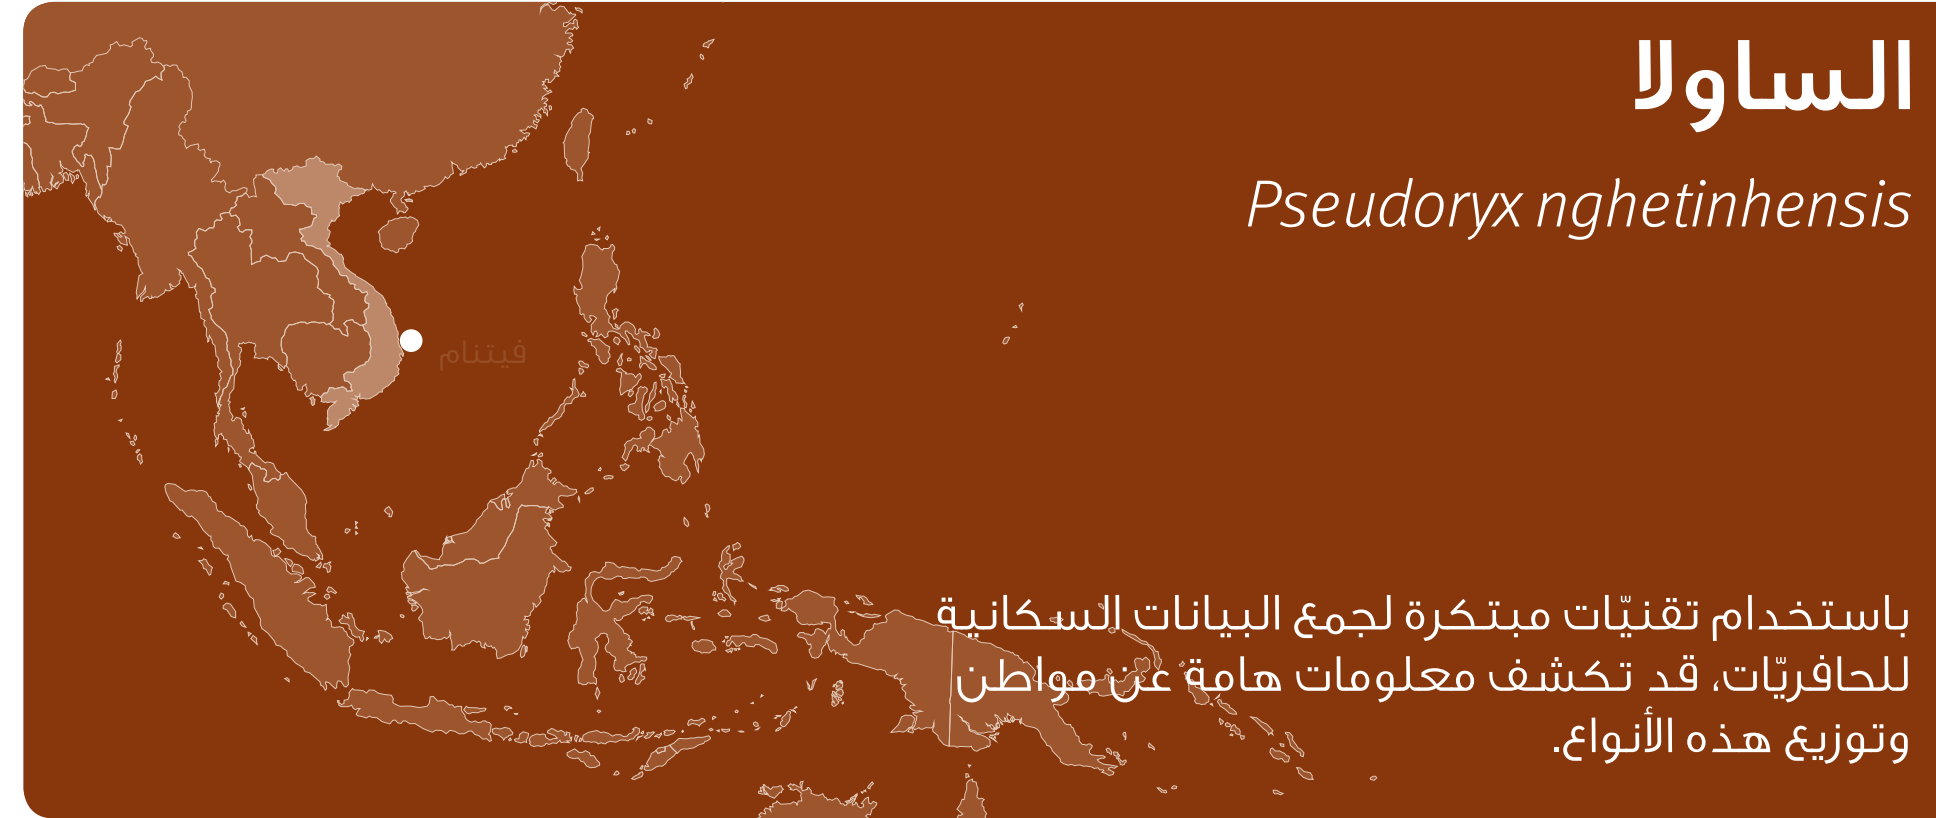 الساولا
Pseudoryx nghetinhensis
فيتنام
باستخدام تقنيّات مبتكرة لجمع البيانات السكانية
للحافريّات، قد تكشف معلومات هامة عن مواطن
وتوزيع هذه الأنواع.